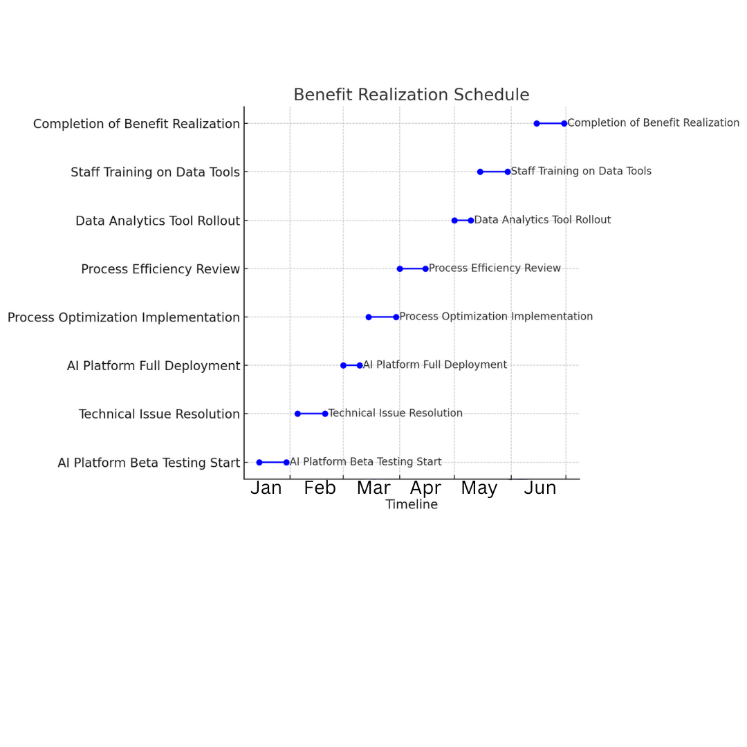 Benefit Realization Schedule
Completion of Benefit Realization
Completion of Benefit Realization
Staff Training on Data Tools
Staff Training on Data Tools
Data Analytics Tool Rollout
Data Analytics Tool Rollout
Process Efficiency Review
Process Efficiency Review
Process Optimization Implementation
Process Optimization Implementation
AI Platform Full Deployment
AI Platform Full Deployment
Technical Issue Resolution
Technical Issue Resolution
AI Platform Beta Testing Start
AI Platform Beta Testing Start
Jan Feb Mar Apr May Jun
Timeline